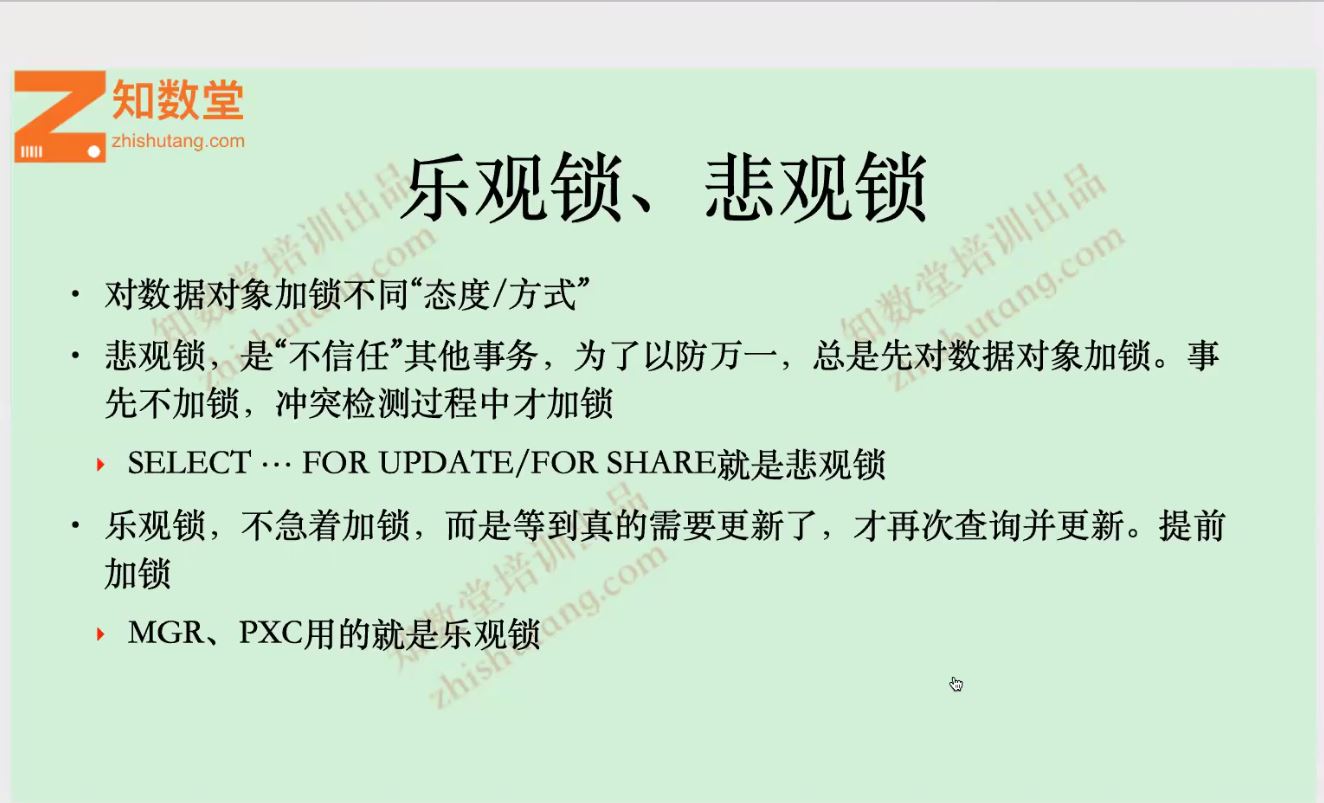 知数堂
zhishutang.com
乐观锁、悲观锁
• 对数据对象加锁不同“态度/方式”
• 悲观锁，是“不信任”其他事务，为了以防万一，总是先对数据对象加锁。事
先不加锁，冲突检测过程中才加锁
SELECT … FOR UPDATE/FOR SHARE就是悲观锁
• 乐观锁，不急着加锁，而是等到真的需要更新了，才再次查询并更新。提前
加锁
MGR、PXC用的就是乐观锁
知数堂培训出品
zhishutang.com
知数堂培训出品
zhishutang.com
知数堂培训出品
zhishutang.com